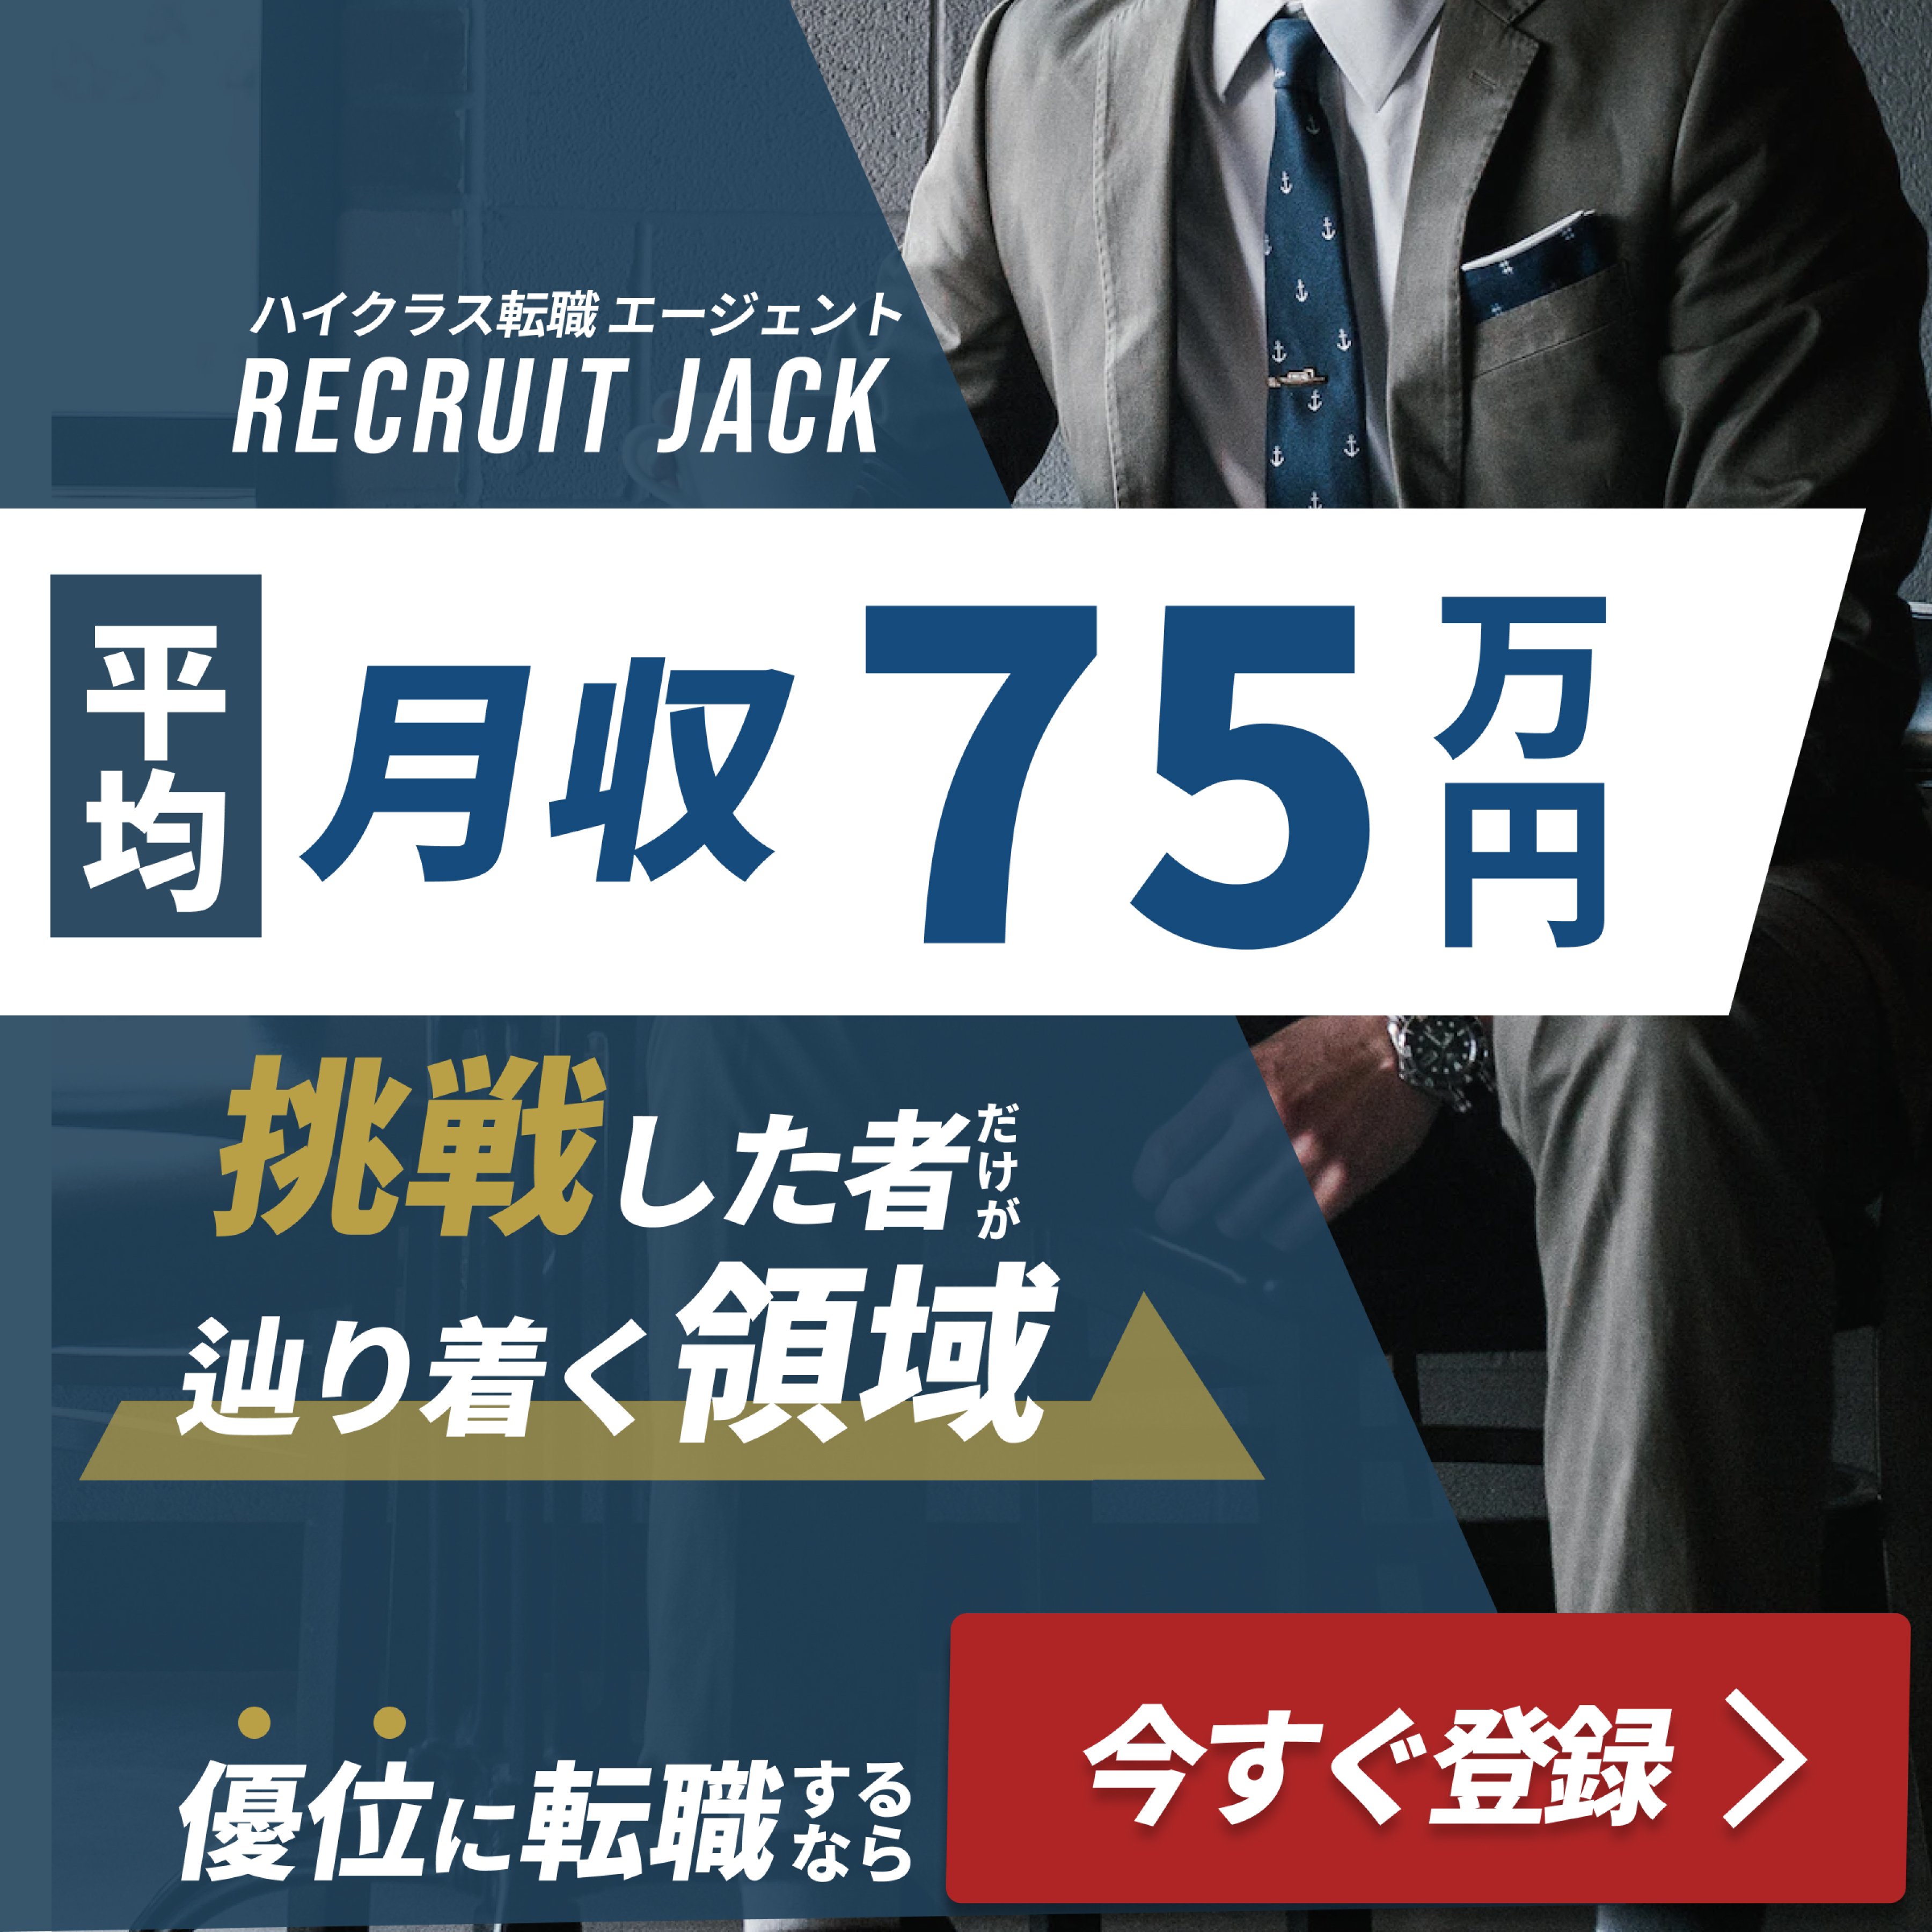 ハイクラス転職 エージェント
RECRUIT JACK
平均 月収 75万円
挑戦した者だけが
辿り着く領域
優位に転職するなら
今すぐ登録